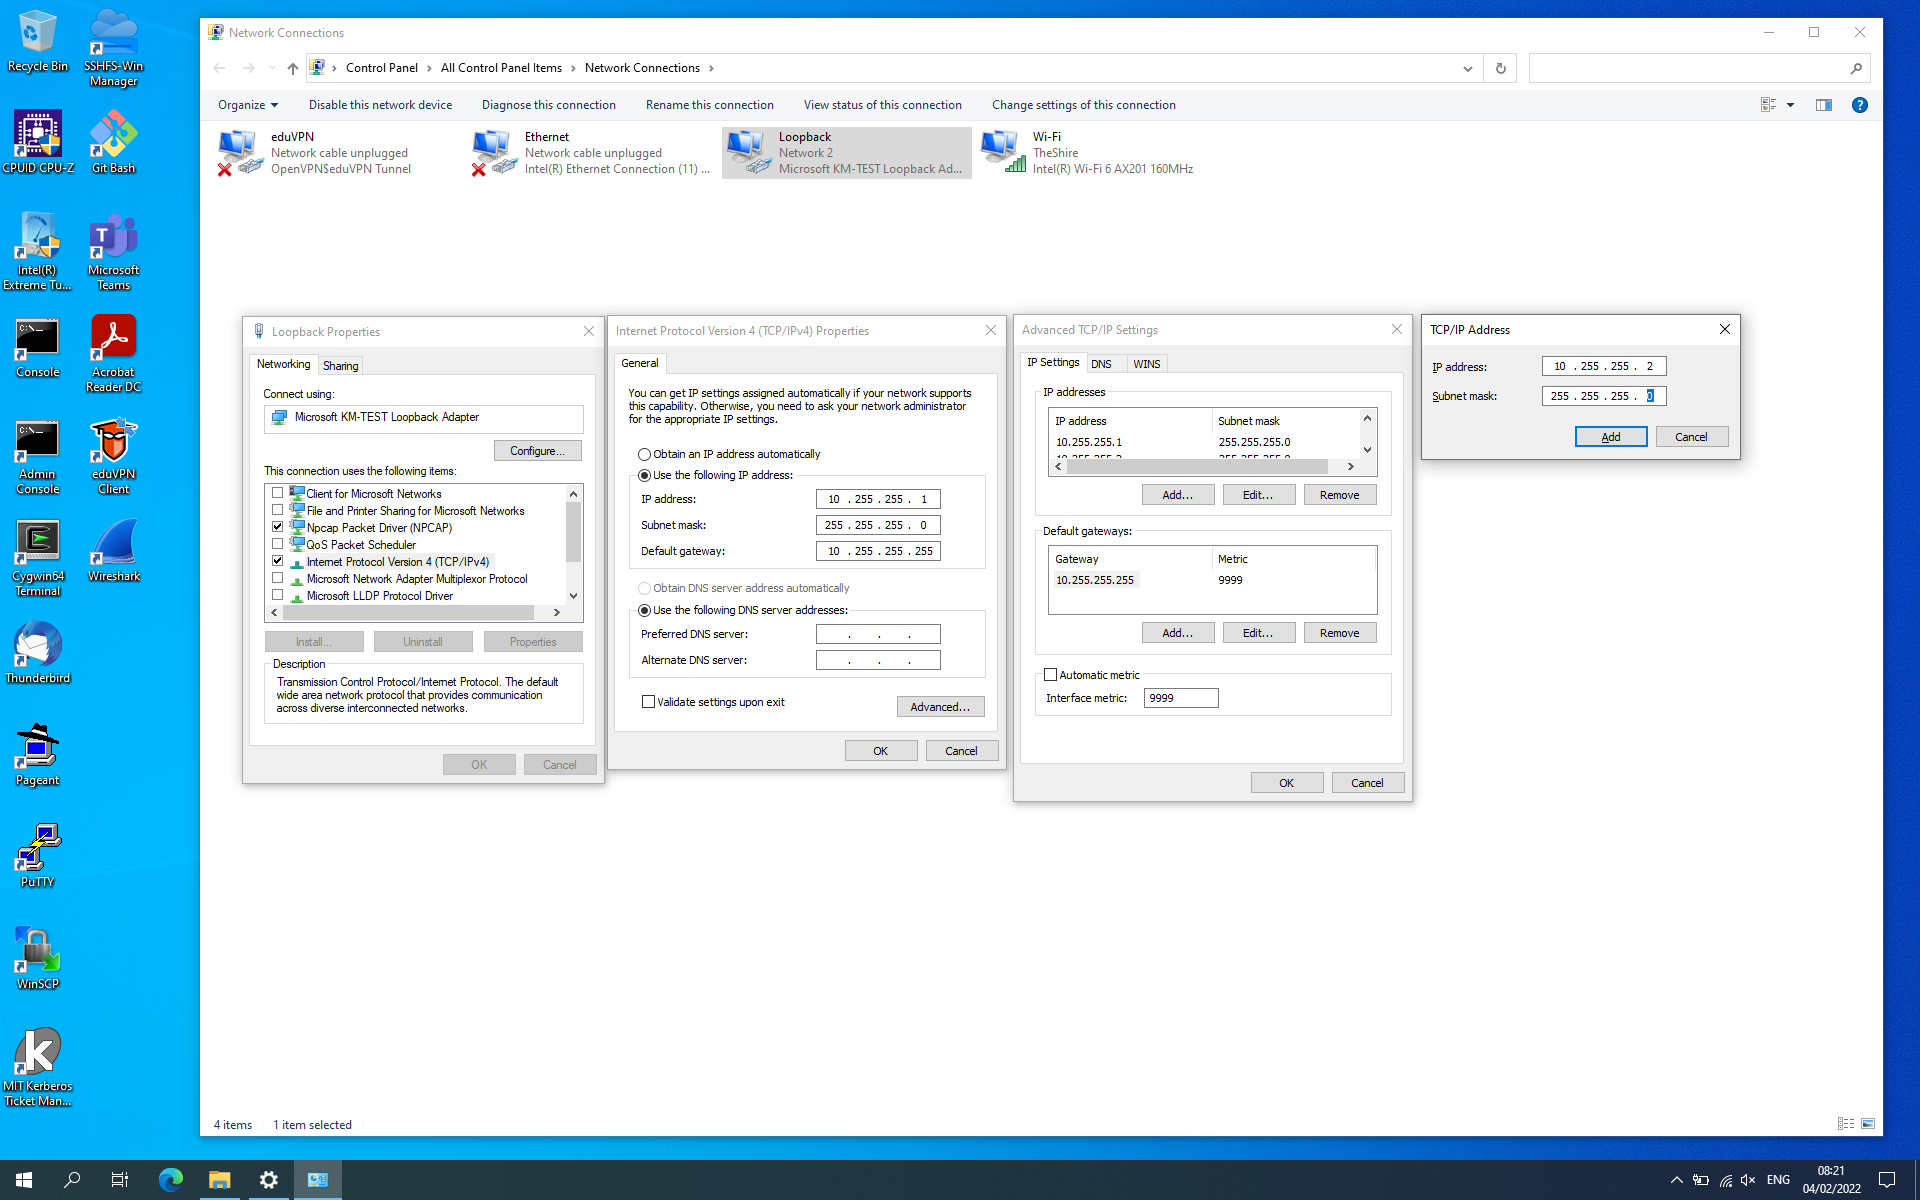 Recycle Bin
SSHFS-Win
Manager
CPUID CPU-Z
Git Bash
Intel(R)
Extreme Tu...
Microsoft
Teams
Console
Acrobat
Reader DC
Admin
Console
eduVPN
Client
Cygwin64
Terminal
Wireshark
Thunderbird
Pageant
PuTTY
WinSCP
MIT Kerberos
Ticket Man...
Network Connections
Control Panel > All Control Panel Items > Network Connections >
Organize
Disable this network device
Diagnose this connection
Rename this connection
View status of this connection
Change settings of this connection
eduVPN
Network cable unplugged
OpenVPN$eduVPN Tunnel
Ethernet
Network cable unplugged
Intel(R) Ethernet Connection (11) ...
Loopback
Network 2
Microsoft KM-TEST Loopback Ad...
Wi-Fi
TheShire
Intel(R) Wi-Fi 6 AX201 160MHz
Loopback Properties
Networking
Sharing
Connect using:
Microsoft KM-TEST Loopback Adapter
Configure...
This connection uses the following items:
Client for Microsoft Networks
File and Printer Sharing for Microsoft Networks
Npcap Packet Driver (NPCAP)
QoS Packet Scheduler
Internet Protocol Version 4 (TCP/IPv4)
Microsoft Network Adapter Multiplexor Protocol
Microsoft LLDP Protocol Driver
Install...
Uninstall
Properties
Description
Transmission Control Protocol/Internet Protocol. The default
wide area network protocol that provides communication
across diverse interconnected networks.
OK
Cancel
Internet Protocol Version 4 (TCP/IPv4) Properties
General
You can get IP settings assigned automatically if your network supports
this capability. Otherwise, you need to ask your network administrator
for the appropriate IP settings.
Obtain an IP address automatically
Use the following IP address:
IP address: 10 . 255 . 255 . 1
Subnet mask: 255 . 255 . 255 . 0
Default gateway: 10 . 255 . 255 . 255
Obtain DNS server address automatically
Use the following DNS server addresses:
Preferred DNS server: . . .
Alternate DNS server: . . .
Validate settings upon exit
Advanced...
OK
Cancel
Advanced TCP/IP Settings
IP Settings
DNS
WINS
IP addresses
IP address Subnet mask
10.255.255.1 255.255.255.0
Add...
Edit...
Remove
Default gateways:
Gateway Metric
10.255.255.255 9999
Add...
Edit...
Remove
Automatic metric
Interface metric: 9999
OK
Cancel
TCP/IP Address
IP address: 10 . 255 . 255 . 2
Subnet mask: 255 . 255 . 255 . 0
Add
Cancel
4 items
1 item selected
ENG
08:21
04/02/2022